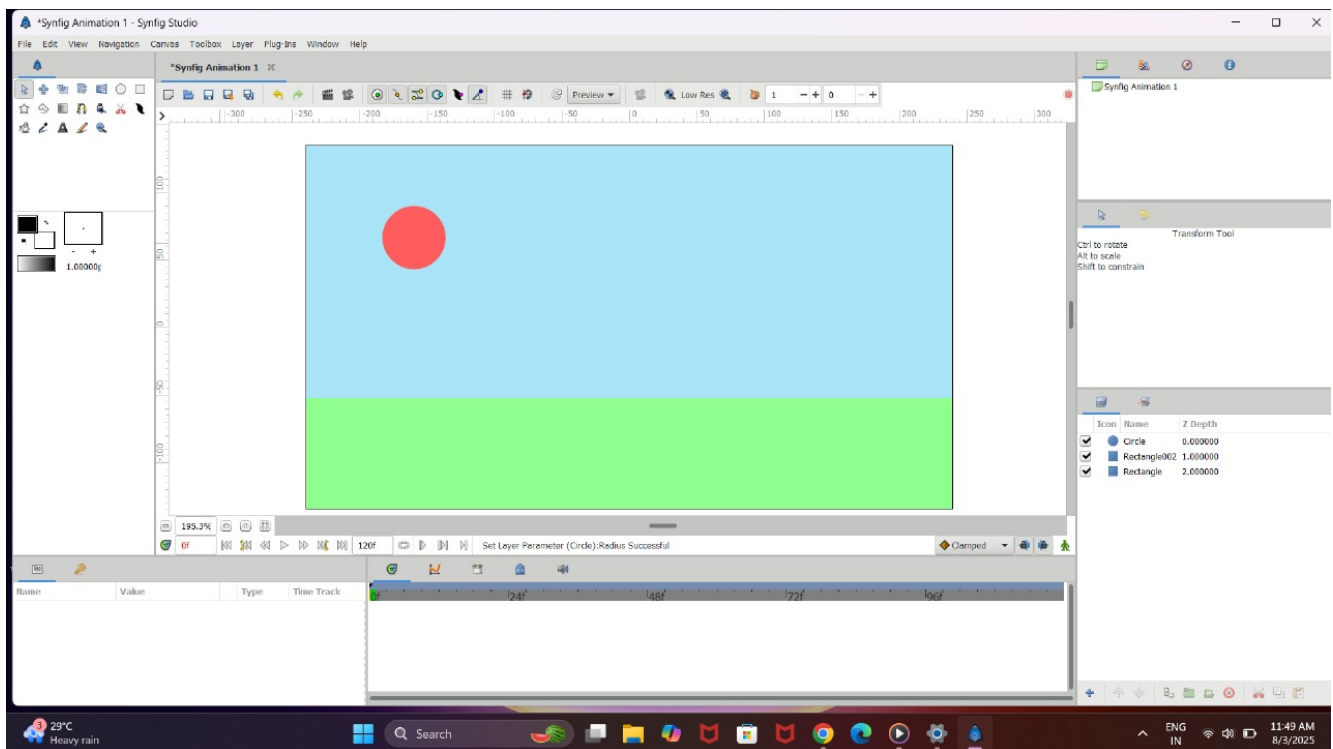 *Synfig Animation 1 - Synfig Studio
File Edit View Navigation Canvas Toolbox Layer Plug-Ins Window Help
*Synfig Animation 1
Preview Low Res 1 0
-300 -250 -200 -150 -100 -50 0 50 100 150 200 250 300
100
50
0
-50
-100
1.00000
Synfig Animation 1
Transform Tool
Ctrl to rotate
Alt to scale
Shift to constrain
Icon Name Z Depth
Circle 0.000000
Rectangle002 1.000000
Rectangle 2.000000
195.3%
0f 120f Set Layer Parameter (Circle):Radius Successful Clamped
Name Value Type Time Track
0f 24f 48f 72f 96f
3 29°C
Heavy rain
Search
ENG
IN
11:49 AM
8/3/2025